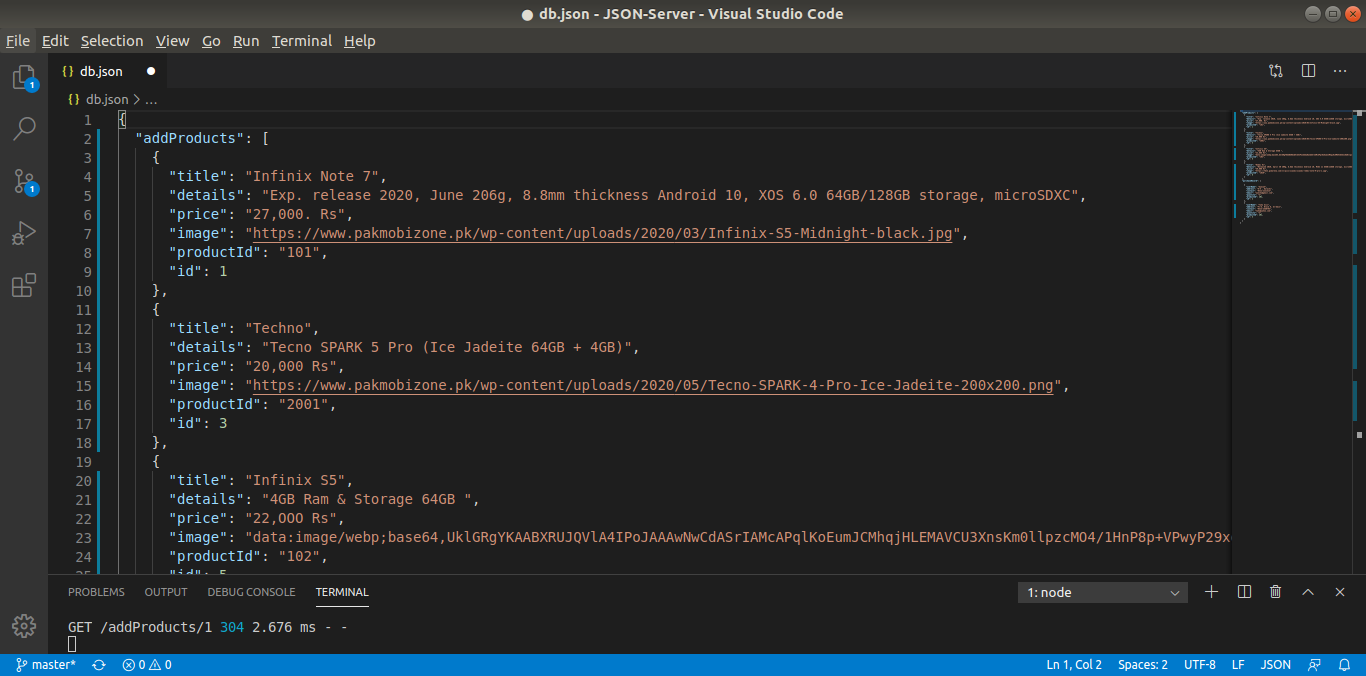 ● db.json - JSON-Server - Visual Studio Code
File Edit Selection View Go Run Terminal Help
{} db.json ●
{} db.json > ...
1 {
2 "addProducts": [
3 {
4 "title": "Infinix Note 7",
5 "details": "Exp. release 2020, June 206g, 8.8mm thickness Android 10, XOS 6.0 64GB/128GB storage, microSDXC",
6 "price": "27,000. Rs",
7 "image": "https://www.pakmobizone.pk/wp-content/uploads/2020/03/Infinix-S5-Midnight-black.jpg",
8 "productId": "101",
9 "id": 1
10 },
11 {
12 "title": "Techno",
13 "details": "Tecno SPARK 5 Pro (Ice Jadeite 64GB + 4GB)",
14 "price": "20,000 Rs",
15 "image": "https://www.pakmobizone.pk/wp-content/uploads/2020/05/Tecno-SPARK-4-Pro-Ice-Jadeite-200x200.png",
16 "productId": "2001",
17 "id": 3
18 },
19 {
20 "title": "Infinix S5",
21 "details": "4GB Ram & Storage 64GB ",
22 "price": "22,OOO Rs",
23 "image": "data:image/webp;base64,UklGRgYKAABXRUJQVlA4IPoJAAAwNwCdASrIAMcAPqlKoEumJCMhqjHLEMAVCU3XnsKm0llpzcMO4/1HnP8p+VPwyP29x
24 "productId": "102",
25 "id": 5
PROBLEMS OUTPUT DEBUG CONSOLE TERMINAL 1: node
GET /addProducts/1 304 2.676 ms - -
master* 0 0 Ln 1, Col 2 Spaces: 2 UTF-8 LF JSON